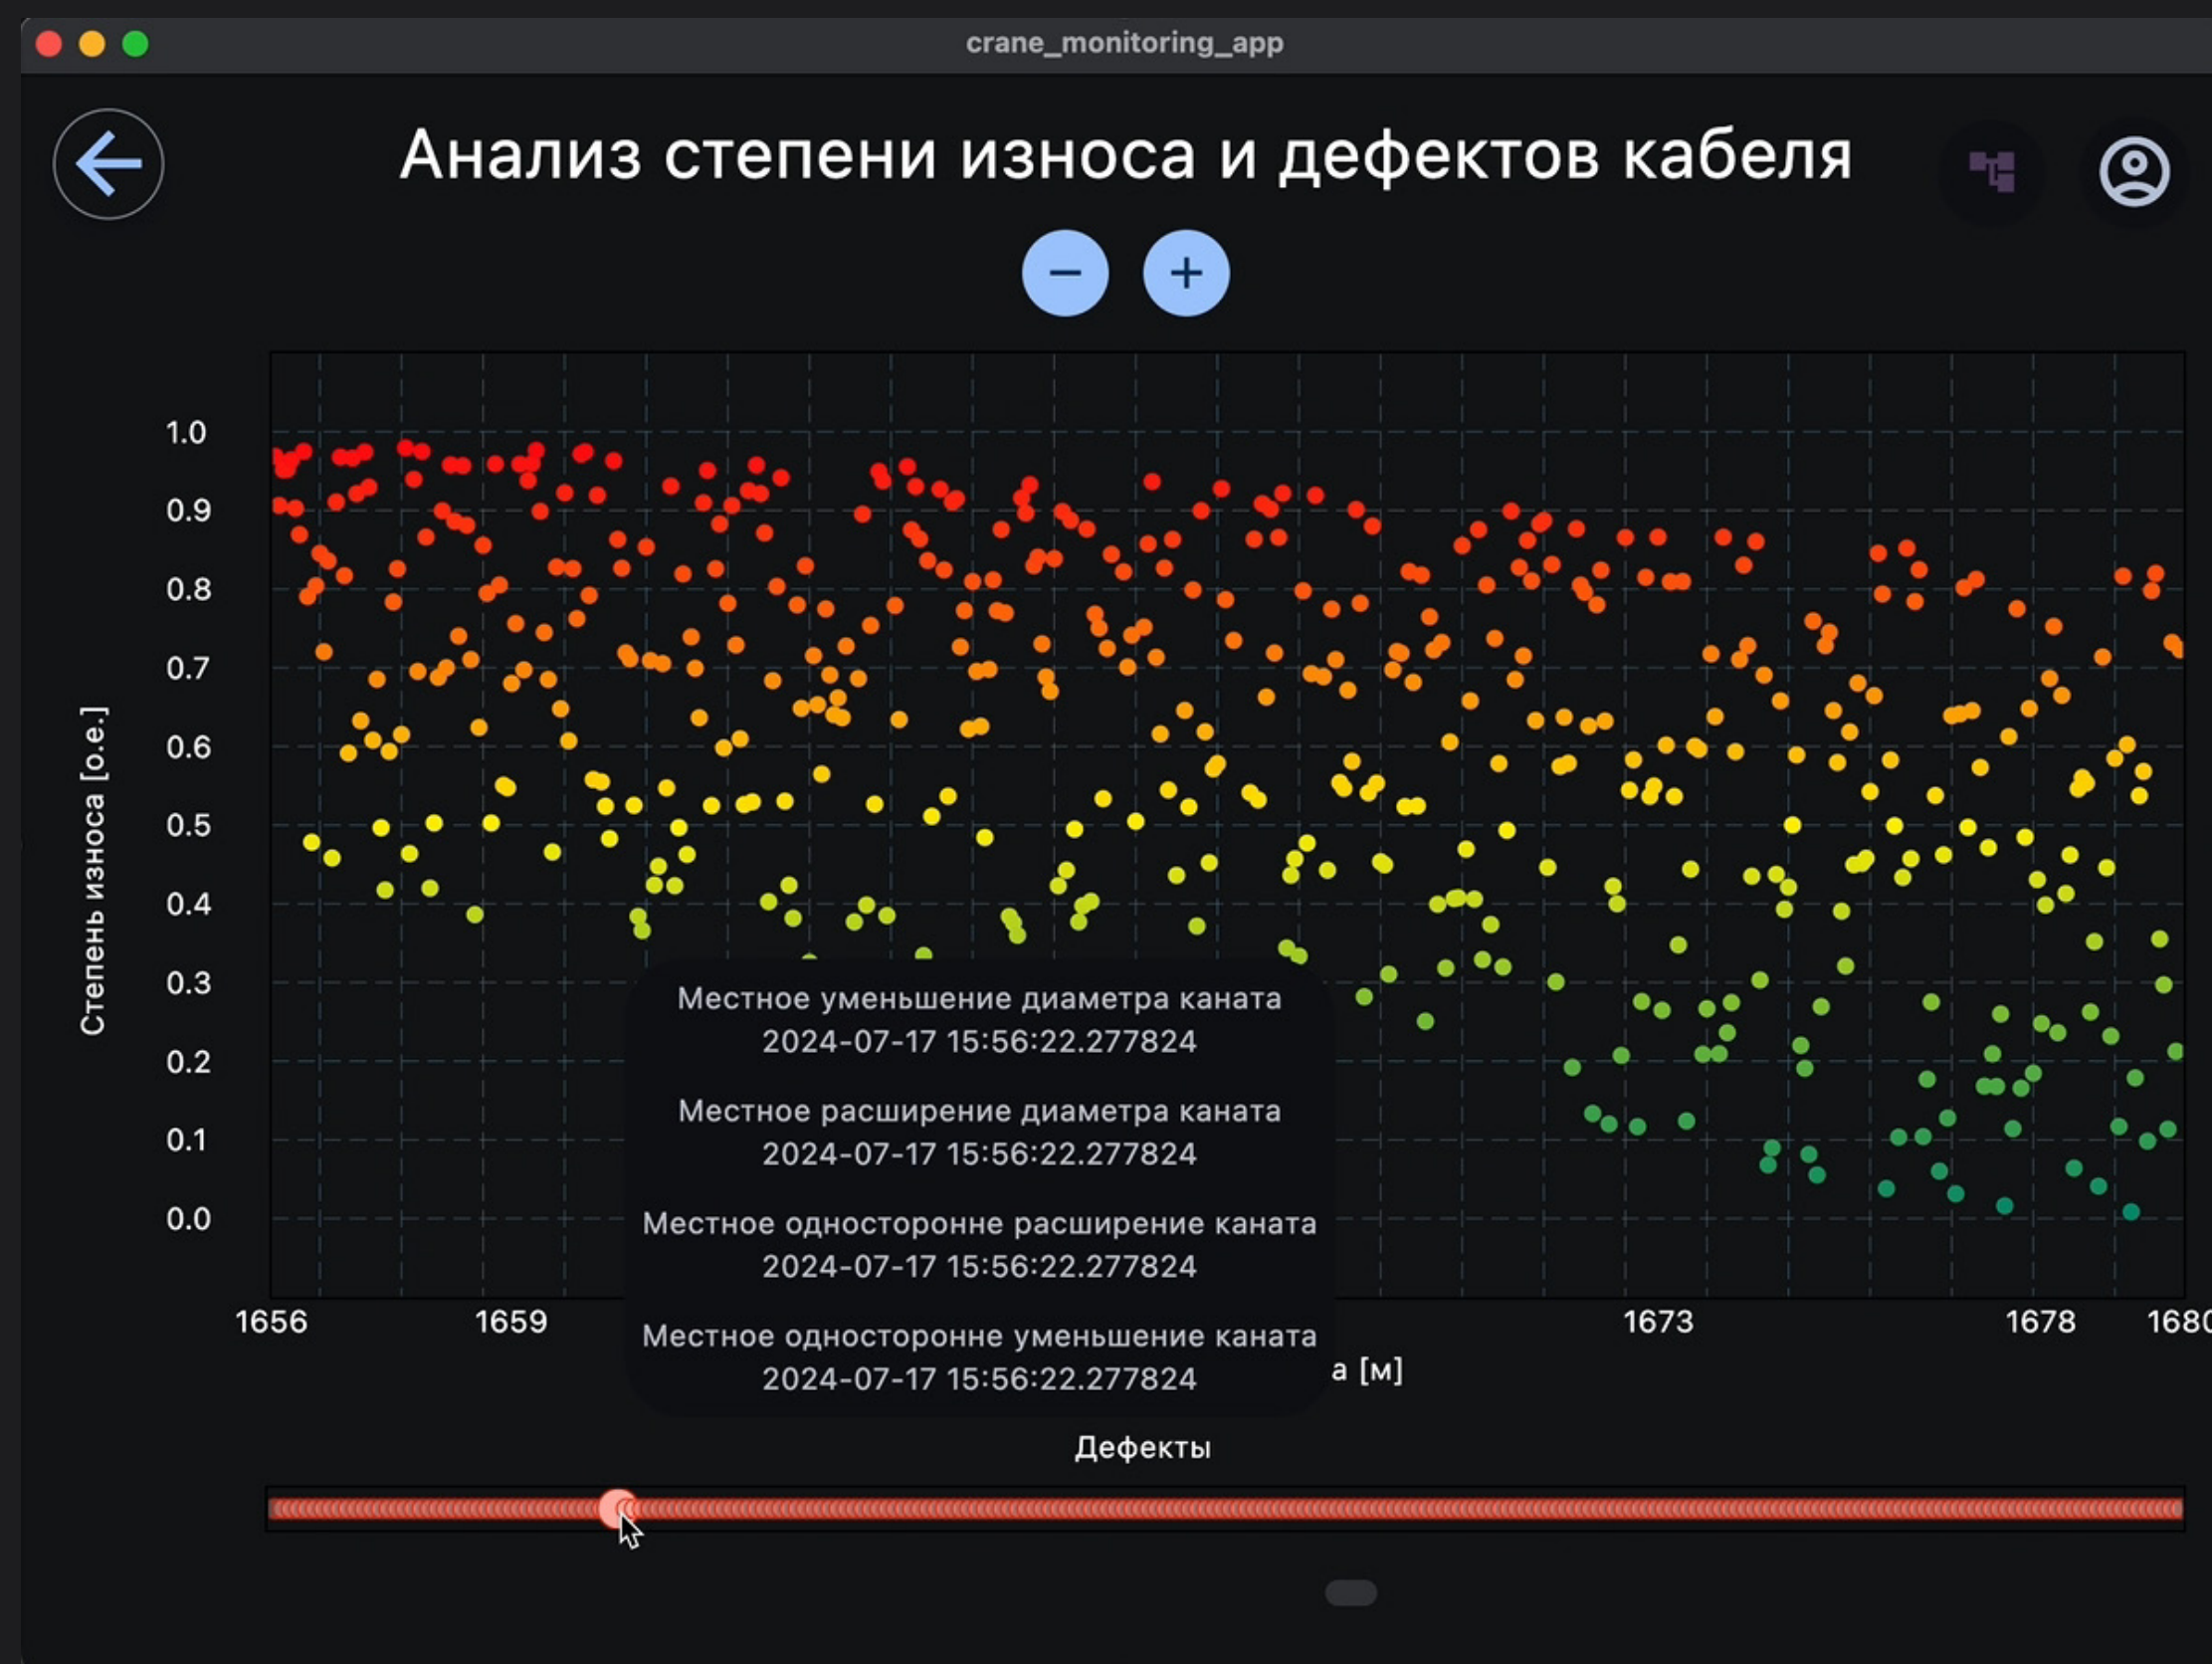 crane_monitoring_app
Анализ степени износа и дефектов кабеля
1.0
0.9
0.8
0.7
0.6
0.5
0.4
0.3
0.2
0.1
0.0
Степень износа [о.е.]
Местное уменьшение диаметра каната
2024-07-17 15:56:22.277824
Местное расширение диаметра каната
2024-07-17 15:56:22.277824
Местное односторонне расширение каната
2024-07-17 15:56:22.277824
Местное односторонне уменьшение каната
2024-07-17 15:56:22.277824
1656 1659 1673 1678 1680
а [м]
Дефекты